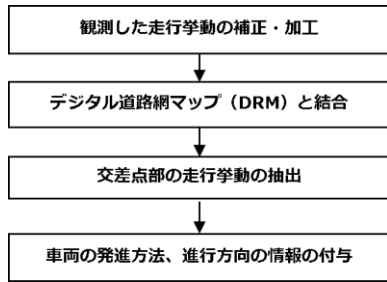 観測した走行挙動の補正・加工
デジタル道路網マップ（DRM）と結合
交差点部の走行挙動の抽出
車両の発進方法、進行方向の情報の付与